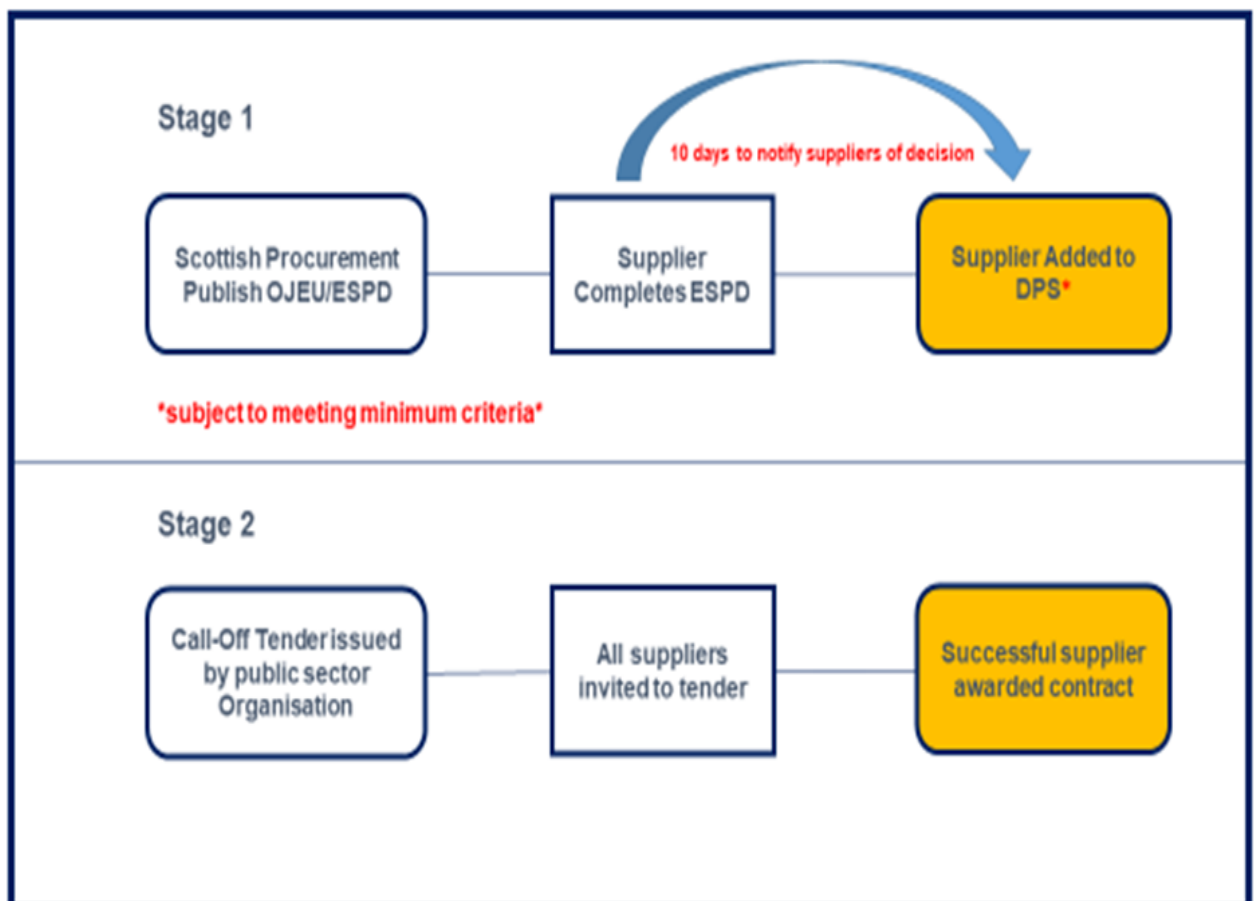 Stage 1
10 days to notify suppliers of decision
Scottish Procurement
Publish OJEU/ESPD
Supplier
Completes ESPD
Supplier Added to
DPS*
*subject to meeting minimum criteria*
Stage 2
Call-Off Tender issued
by public sector
Organisation
All suppliers
invited to tender
Successful supplier
awarded contract